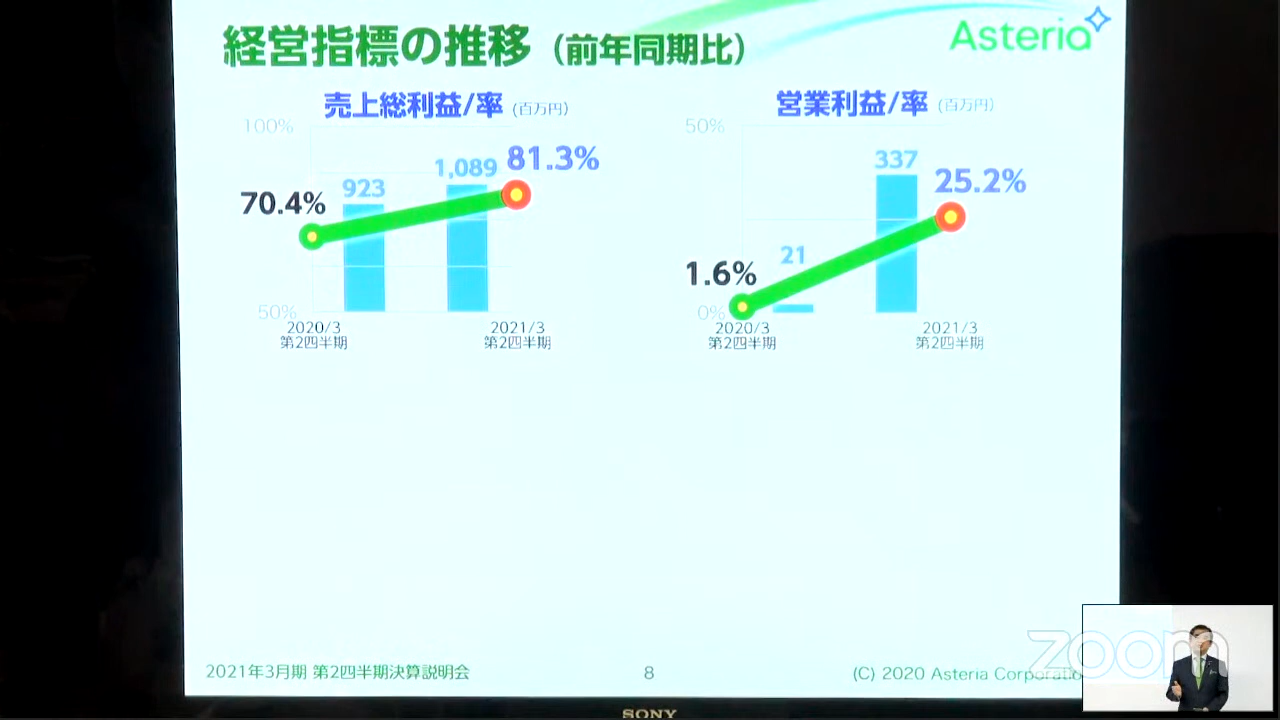 経営指標の推移（前年同期比）
Asteria
売上総利益/率 (百万円)
100%
70.4%
923
1,089
81.3%
50%
2020/3
第2四半期
2021/3
第2四半期
営業利益/率 (百万円)
50%
1.6%
21
337
25.2%
0%
2020/3
第2四半期
2021/3
第2四半期
2021年3月期 第2四半期決算説明会
8
(C) 2020 Asteria Corporatio
zoom
SONY